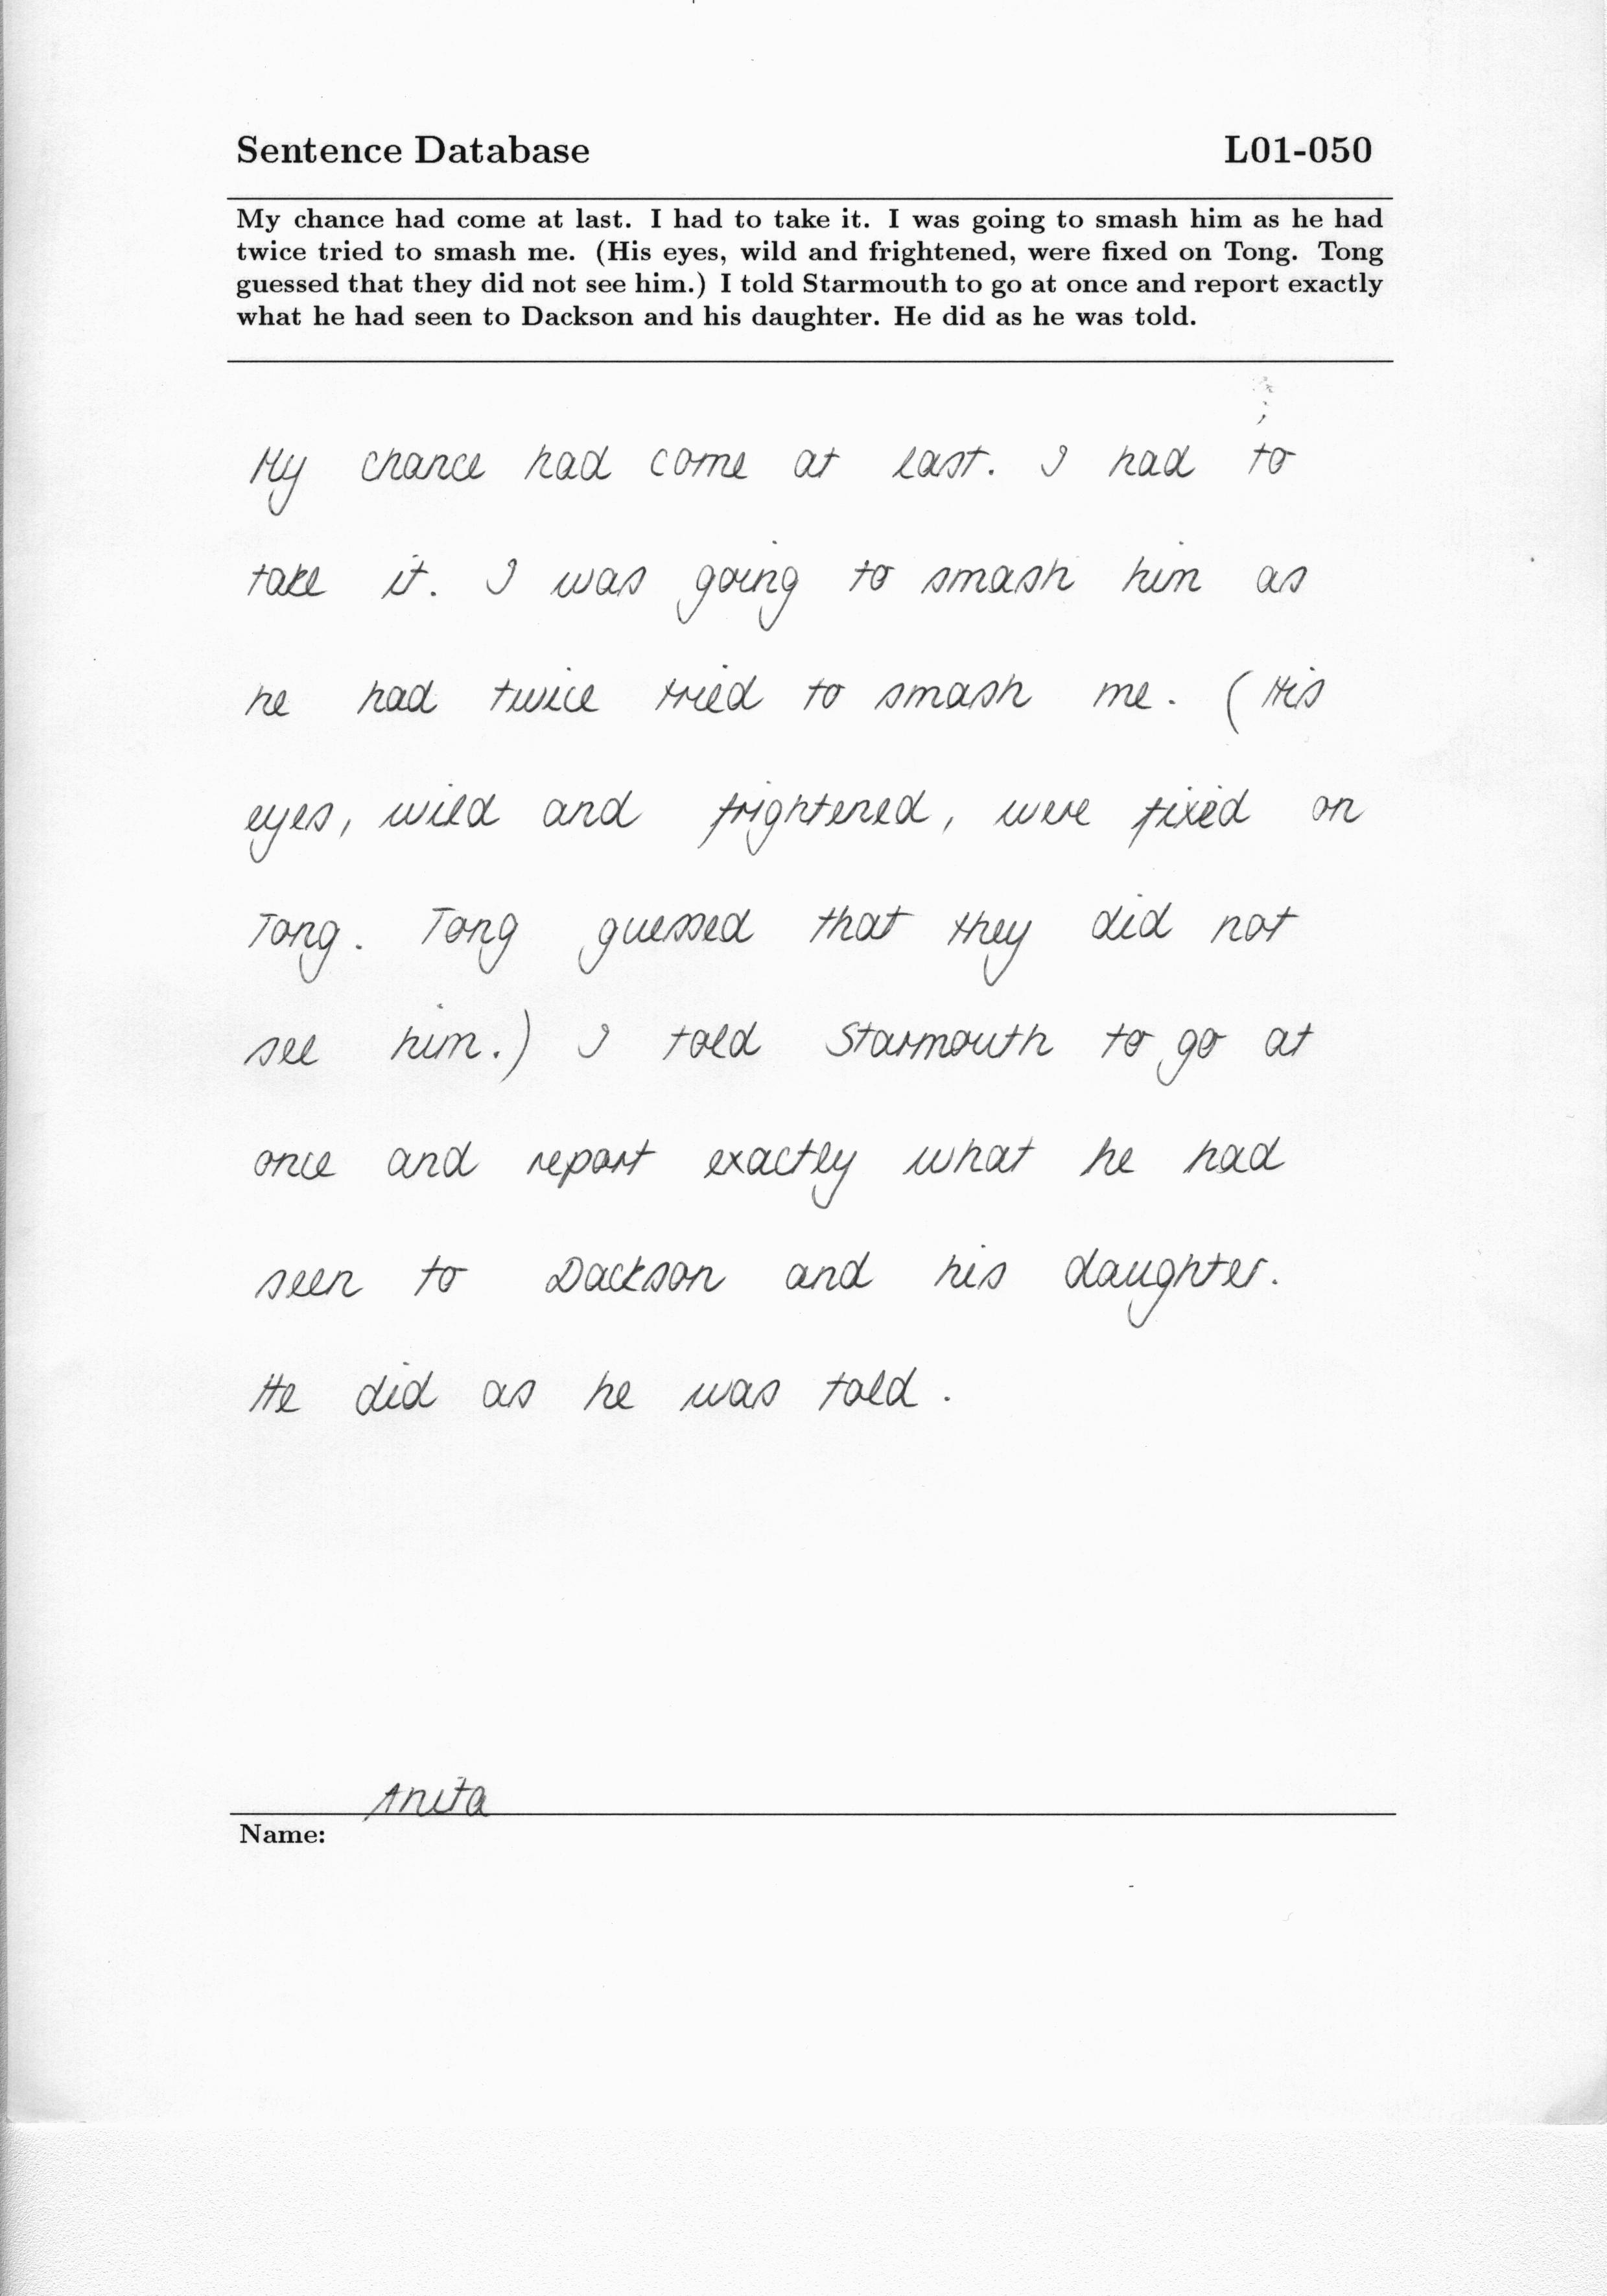 Sentence Database L01-050
My chance had come at last. I had to take it. I was going to smash him as he had
twice tried to smash me. (His eyes, wild and frightened, were fixed on Tong. Tong
guessed that they did not see him.) I told Starmouth to go at once and report exactly
what he had seen to Dackson and his daughter. He did as he was told.
My chance had come at last. I had to
take it. I was going to smash him as
he had twice tried to smash me. (His
eyes, wild and frightened, were fixed on
Tong. Tong guessed that they did not
see him.) I told Starmouth to go at
once and report exactly what he had
seen to Dackson and his daughter.
He did as he was told.
Anita
Name: